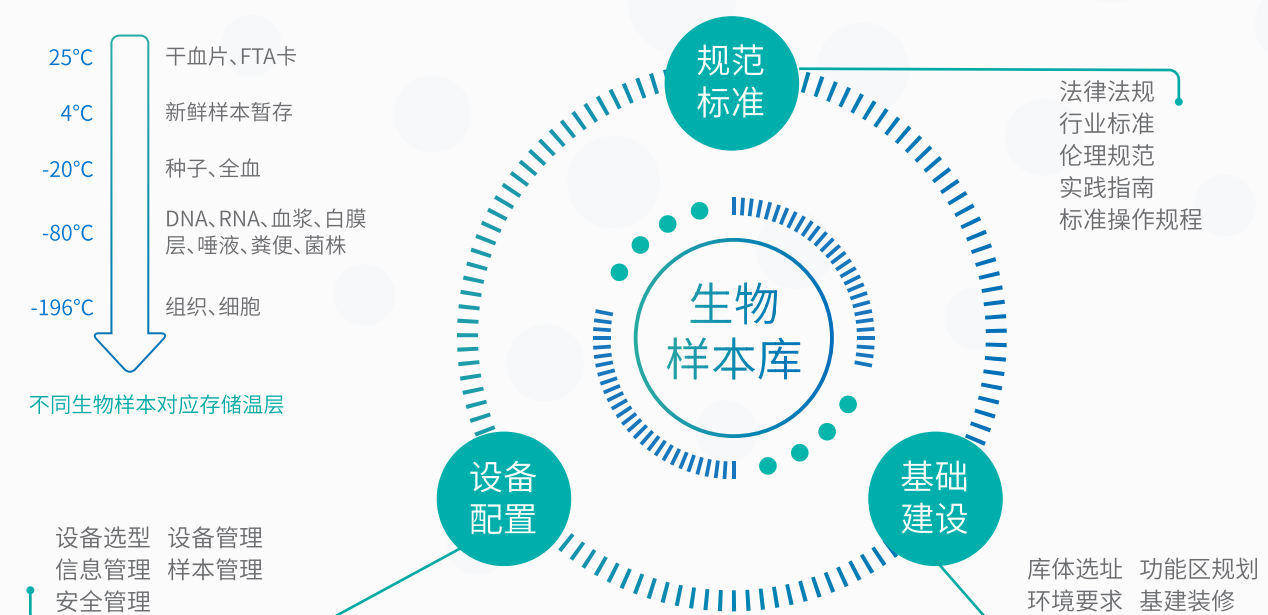 25℃ 干血片、FTA卡
4℃ 新鲜样本暂存
-20℃ 种子、全血
-80℃ DNA、RNA、血浆、白膜
层、唾液、粪便、菌株
-196℃ 组织、细胞
不同生物样本对应存储温层
规范
标准
法律法规
行业标准
伦理规范
实践指南
标准操作规程
生物
样本库
设备
配置
基础
建设
设备选型 设备管理
信息管理 样本管理
安全管理
库体选址 功能区规划
环境要求 基建装修